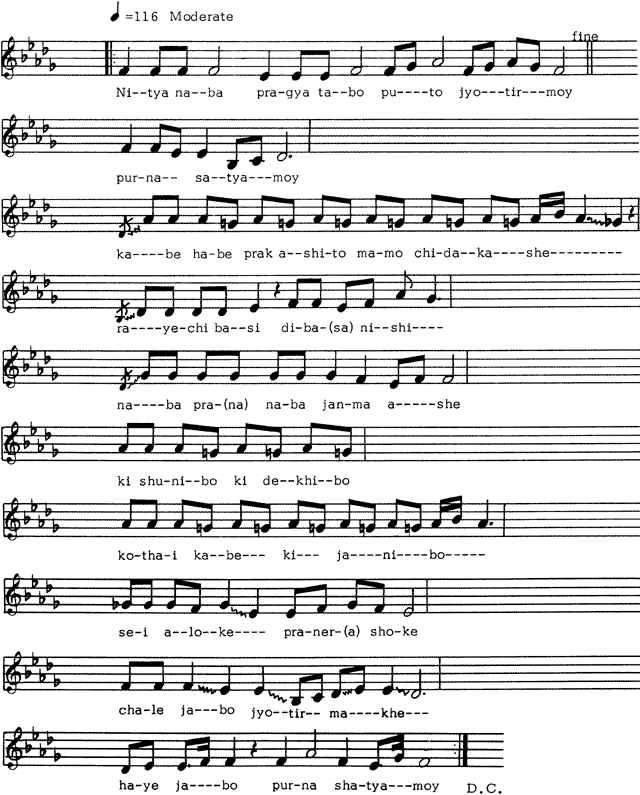 =116 Moderate
fine
Ni--tya na--ba pra-gya ta--bo pu----to jyo--tir--moy
pur-na-- sa--tya---moy
ka----be ha-be prak a---shi-to ma-mo chi-da--ka----she---------
ra----ye-chi ba--si di-ba-(sa) ni--shi----
na----ba pra-(na) na-ba jan-ma a-----she
ki shu-ni--bo ki de--khi--bo
ko-tha-i ka--be--- ki--- ja----ni--bo-----
se-i a--lo-ke---- pra-ner-(a) sho-ke
cha-le ja---bo jyo--tir-- ma----khe---
ha-ye ja----bo pur-na sha-tya---moy D.C.